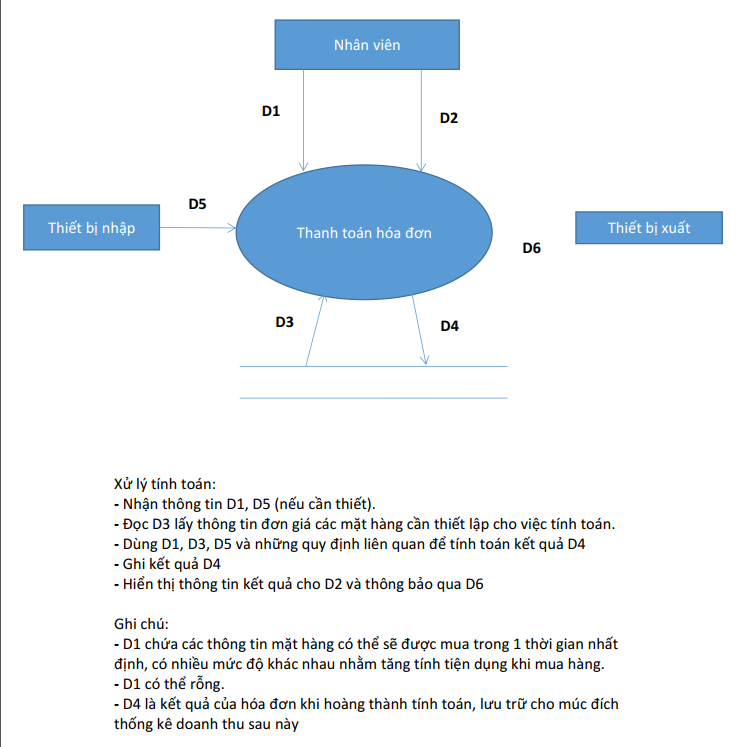 Nhân viên
D1
D2
D5
Thiết bị nhập
Thanh toán hóa đơn
Thiết bị xuất
D6
D3
D4
Xử lý tính toán:
- Nhận thông tin D1, D5 (nếu cần thiết).
- Đọc D3 lấy thông tin đơn giá các mặt hàng cần thiết lập cho việc tính toán.
- Dùng D1, D3, D5 và những quy định liên quan để tính toán kết quả D4
- Ghi kết quả D4
- Hiển thị thông tin kết quả cho D2 và thông bảo qua D6
Ghi chú:
- D1 chứa các thông tin mặt hàng có thể sẽ được mua trong 1 thời gian nhất
định, có nhiều mức độ khác nhau nhằm tăng tính tiện dụng khi mua hàng.
- D1 có thể rỗng.
- D4 là kết quả của hóa đơn khi hoàng thành tính toán, lưu trữ cho múc đích
thống kê doanh thu sau này